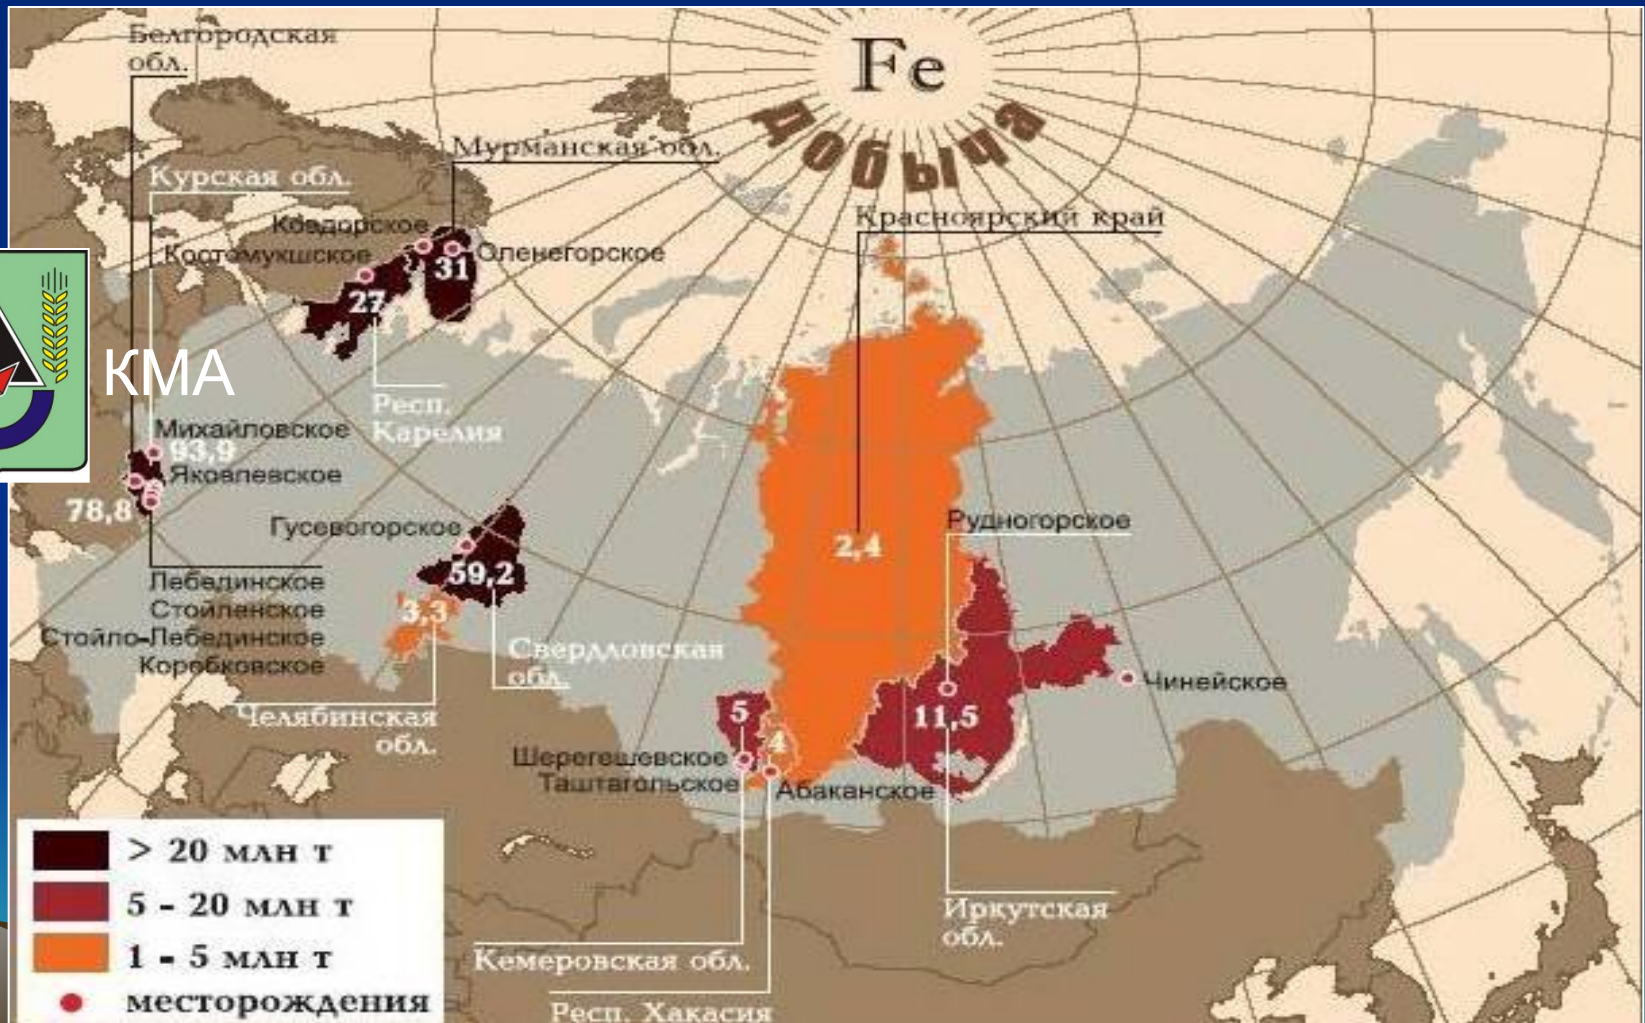 Fe
Добыча
Белгородская
обл.
Мурманская обл.
Курская обл.
Красноярский край
Ковдорское
Костомукшское
Оленегорское
31
27
КМА
Респ.
Карелия
Михайловское
93,9
Яковлевское
78,8
Гусевогорское
Рудногорское
2,4
59,2
3,3
Лебединское
Стойленское
Стойло-Лебединское
Коробковское
Свердловская
обл.
Чинейское
Челябинская
обл.
5
11,5
4
Шерегешевское
Таштагольское
Абаканское
> 20 млн т
5 - 20 млн т
1 - 5 млн т
месторождения
Иркутская
обл.
Кемеровская обл.
Респ. Хакасия